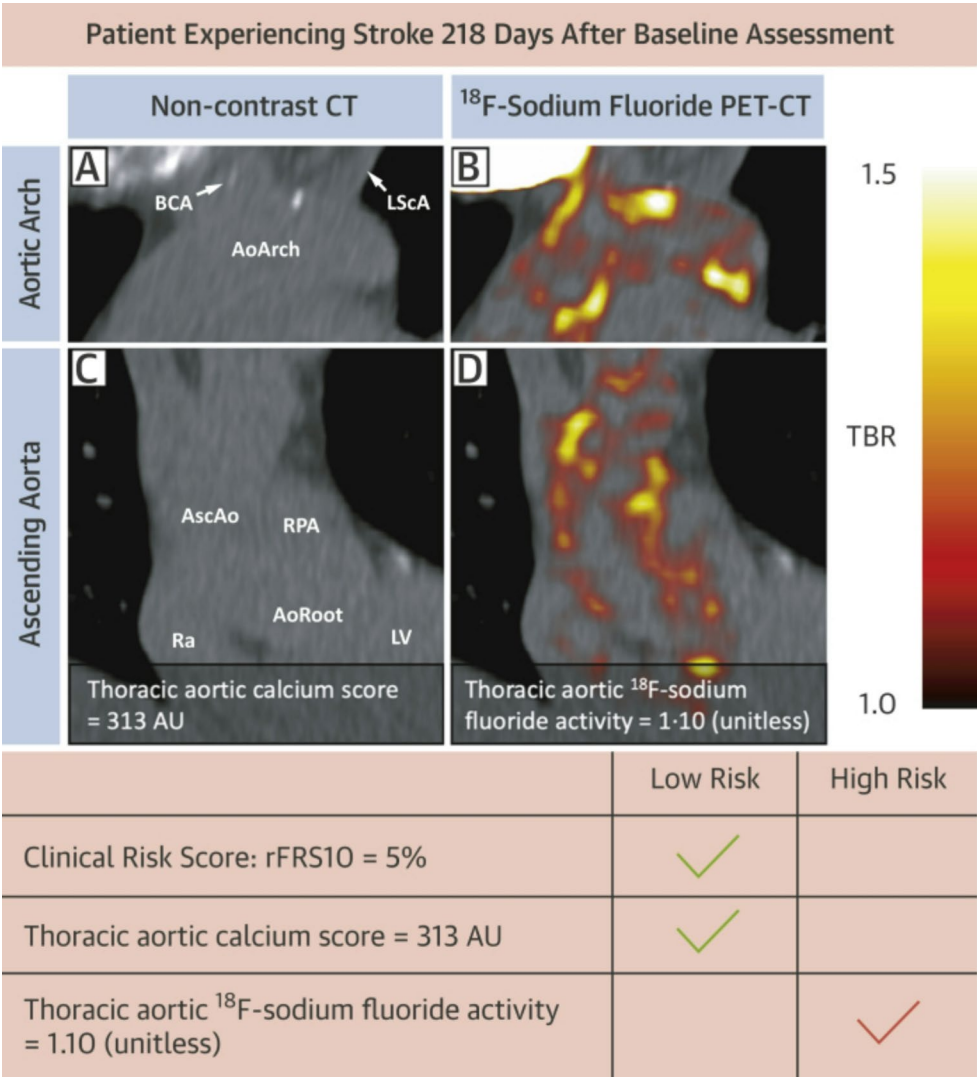 Patient Experiencing Stroke 218 Days After Baseline Assessment
Non-contrast CT
¹⁸F-Sodium Fluoride PET-CT
Aortic Arch
A
BCA
LScA
AoArch
B
1.5
TBR
1.0
Ascending Aorta
C
AscAo
RPA
AoRoot
Ra
LV
Thoracic aortic calcium score
= 313 AU
D
Thoracic aortic ¹⁸F-sodium
fluoride activity = 1·10 (unitless)
Low Risk
High Risk
Clinical Risk Score: rFRS10 = 5%
Thoracic aortic calcium score = 313 AU
Thoracic aortic ¹⁸F-sodium fluoride activity
= 1.10 (unitless)